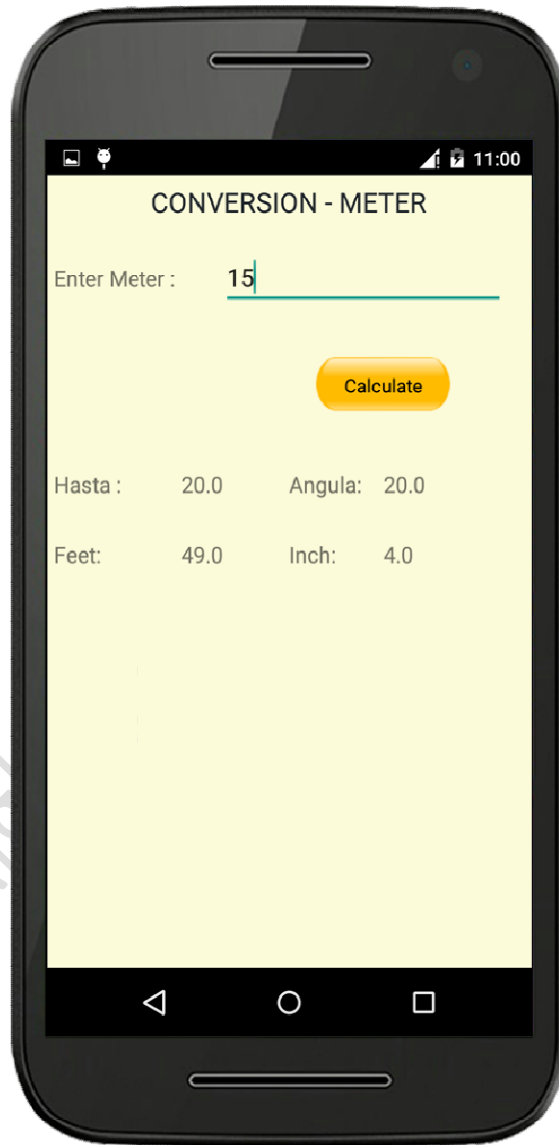 11:00
CONVERSION - METER
Enter Meter : 15
Calculate
Hasta : 20.0 Angula: 20.0
Feet: 49.0 Inch: 4.0